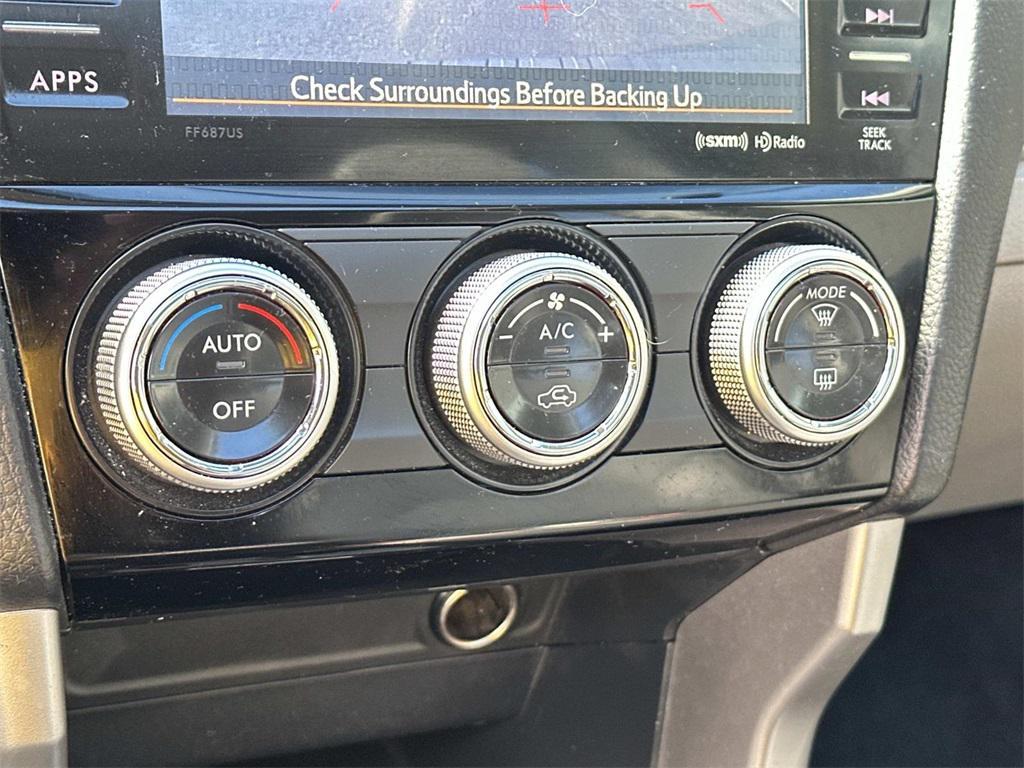 APPS
Check Surroundings Before Backing Up
FF687US
((sxm)) HD Radio
SEEK
TRACK
AUTO
OFF
A/C
- +
MODE